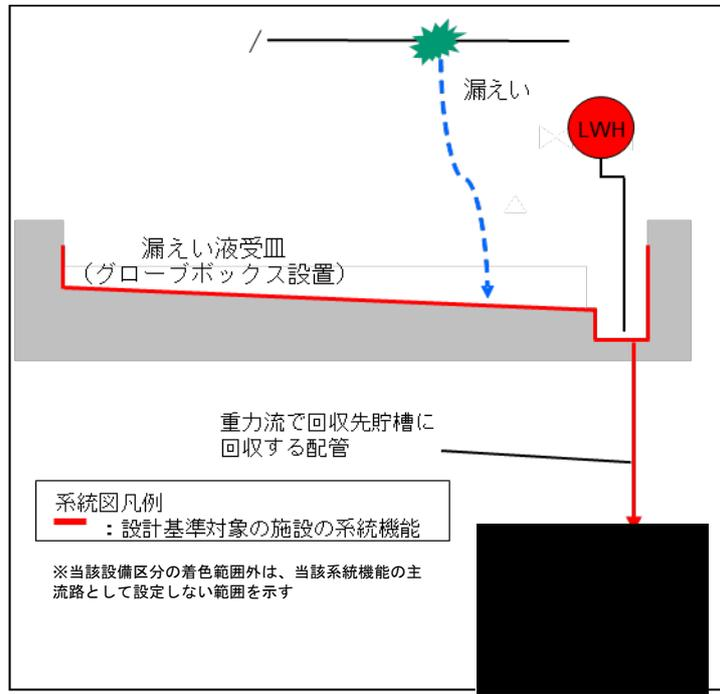 漏えい
LWH
漏えい液受皿
（グローブボックス設置）
重力流で回収先貯槽に
回収する配管
系統図凡例
：設計基準対象の施設の系統機能
※当該設備区分の着色範囲外は、当該系統機能の主
流路として設定しない範囲を示す